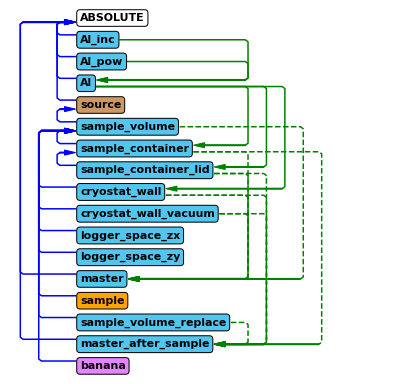 ABSOLUTE
Al_inc
Al_pow
Al
source
sample_volume
sample_container
sample_container_lid
cryostat_wall
cryostat_wall_vacuum
logger_space_zx
logger_space_zy
master
sample
sample_volume_replace
master_after_sample
banana